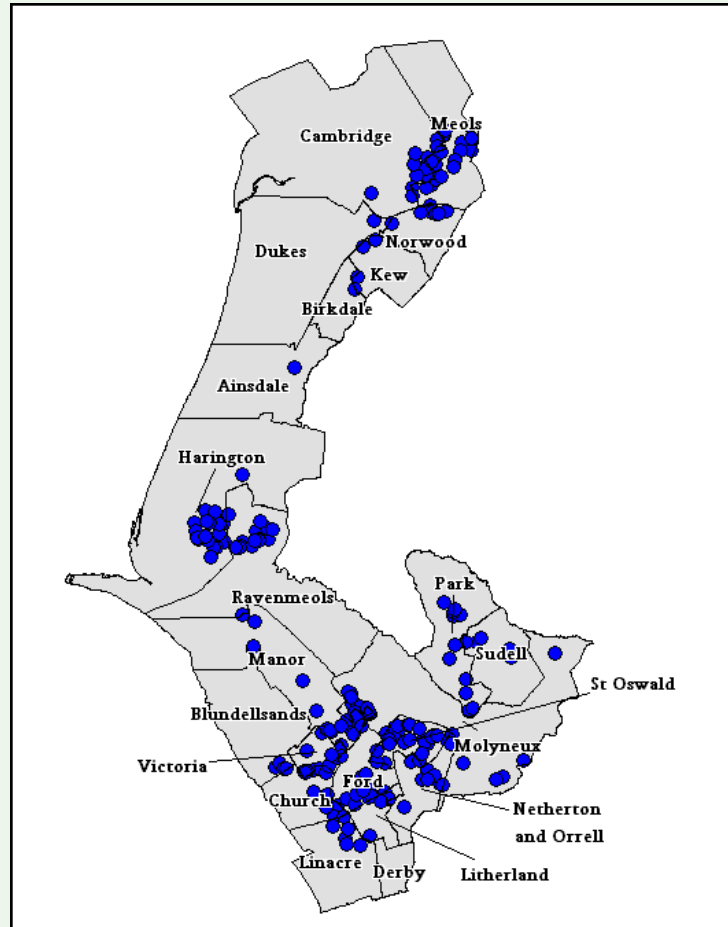 Meols
Cambridge
Norwood
Dukes
Kew
Birkdale
Ainsdale
Harington
Park
Ravenmeols
Sudell
Manor
St Oswald
Blundellsands
Molyneux
Victoria
Ford
Church
Netherton
and Orrell
Linacre
Derby
Litherland